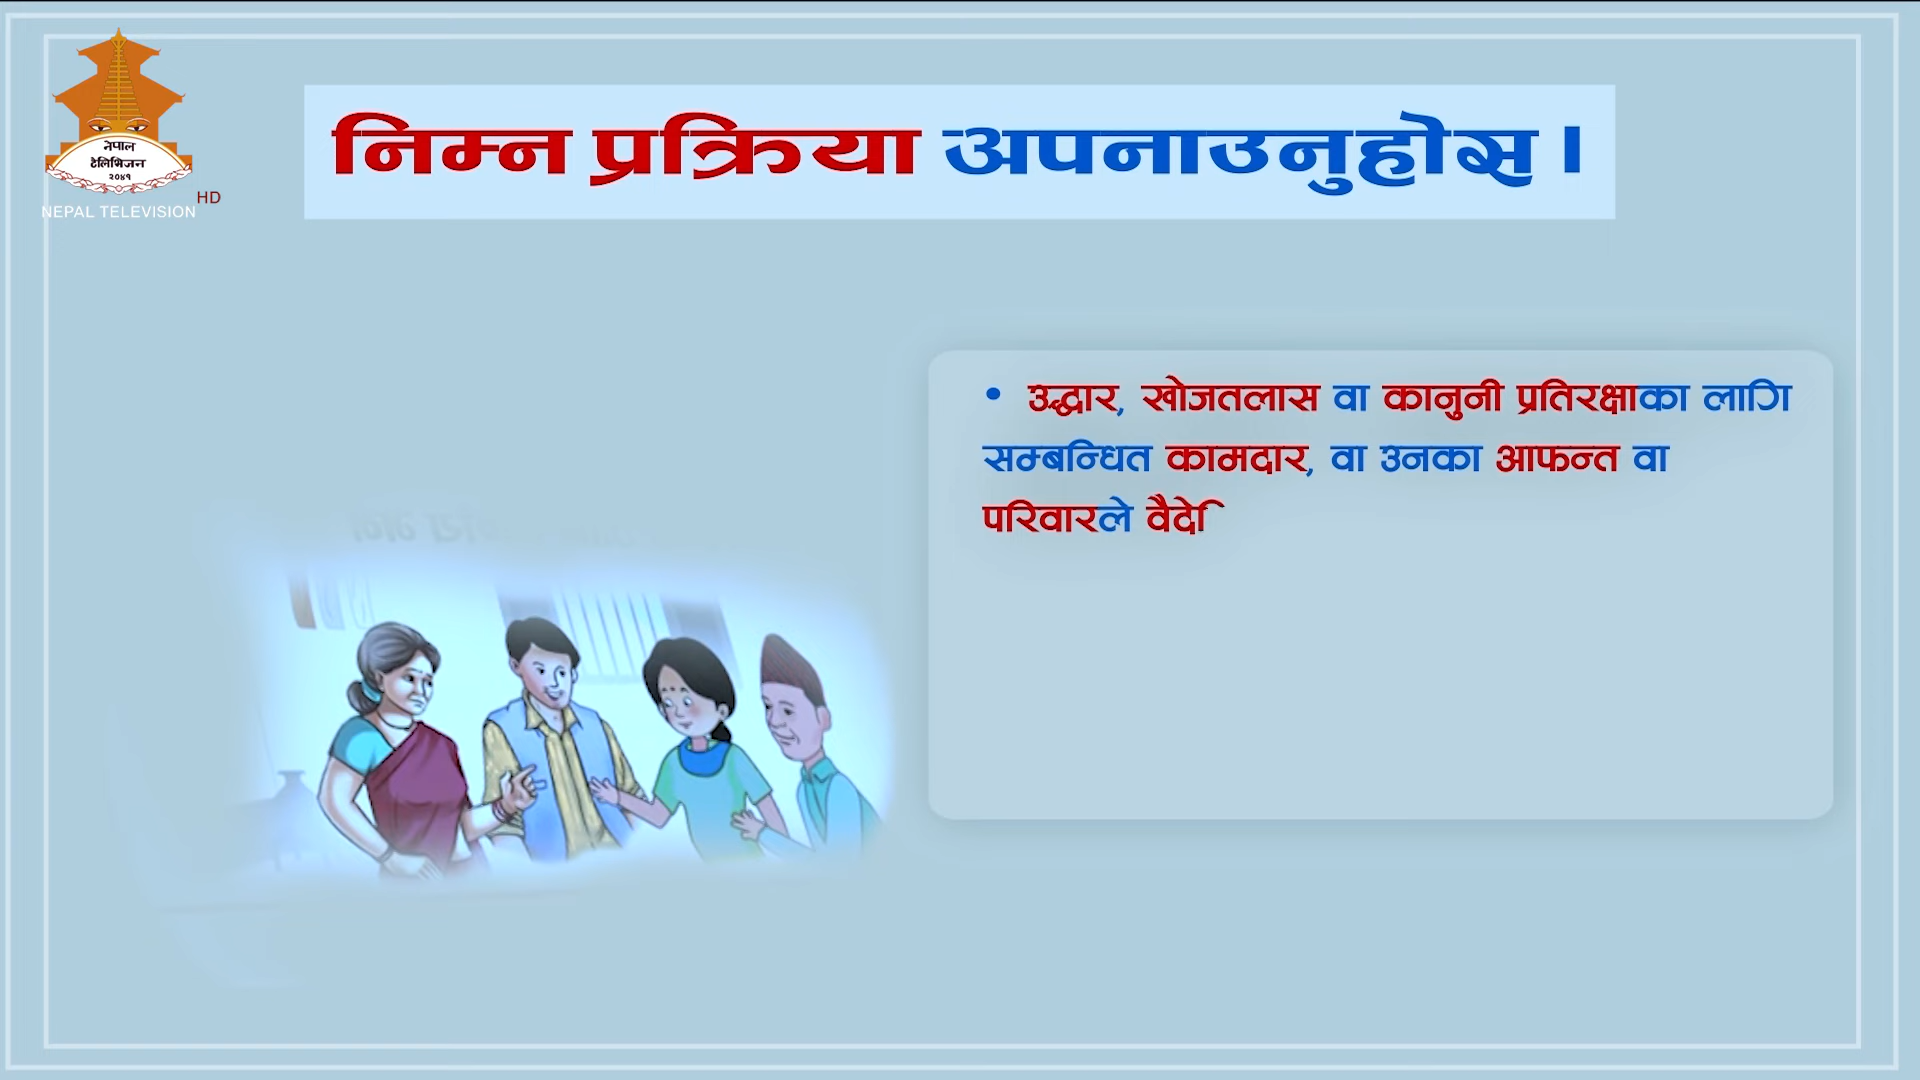 नेपाल
टेलिभिजन
२०४१
HD
NEPAL TELEVISION
निम्न प्रक्रिया अपनाउनुहोस ।
• उद्धार, खोजतलास वा कानुनी प्रतिरक्षाका लागि
सम्बन्धित कामदार, वा उनका आफन्त वा
परिवारले वैदेि